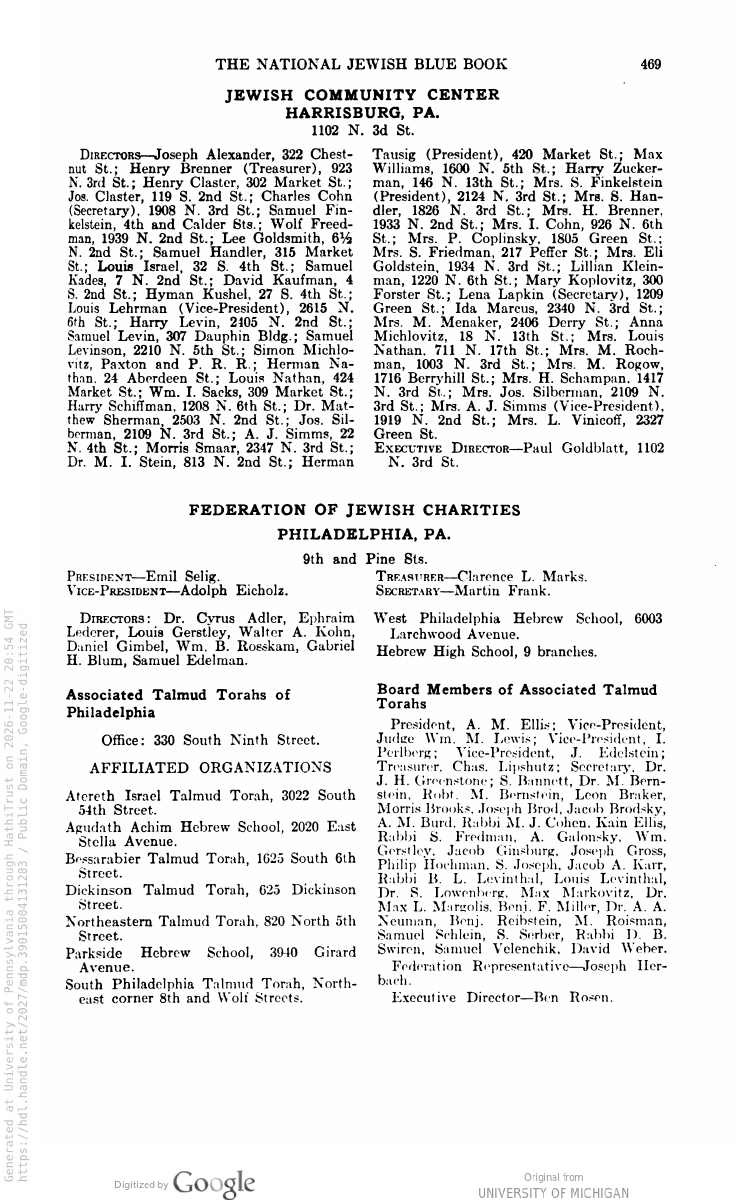 THE NATIONAL JEWISH BLUE BOOK 469
JEWISH COMMUNITY CENTER
HARRISBURG, PA.
1102 N. 3d St.
DIRECTORS—Joseph Alexander, 322 Chest-
nut St.; Henry Brenner (Treasurer), 923
N. 3rd St.; Henry Claster, 302 Market St.;
Jos. Claster, 119 S. 2nd St.; Charles Cohn
(Secretary), 1908 N. 3rd St.; Samuel Fin-
kelstein, 4th and Calder Sts.; Wolf Freed-
man, 1939 N. 2nd St.; Lee Goldsmith, 6½
N. 2nd St.; Samuel Handler, 315 Market
St.; Louis Israel, 32 S. 4th St.; Samuel
Kades, 7 N. 2nd St.; David Kaufman, 4
S. 2nd St.; Hyman Kushel, 27 S. 4th St.;
Louis Lehrman (Vice-President), 2615 N.
6th St.; Harry Levin, 2405 N. 2nd St.;
Samuel Levin, 307 Dauphin Bldg.; Samuel
Levinson, 2210 N. 5th St.; Simon Michlo-
vitz, Paxton and P. R. R.; Herman Na-
than, 24 Aberdeen St.; Louis Nathan, 424
Market St.; Wm. I. Sacks, 309 Market St.;
Harry Schiffman, 1208 N. 6th St.; Dr. Mat-
thew Sherman, 2503 N. 2nd St.; Jos. Sil-
berman, 2109 N. 3rd St.; A. J. Simms, 22
N. 4th St.; Morris Smaar, 2347 N. 3rd St.;
Dr. M. I. Stein, 813 N. 2nd St.; Herman
Tausig (President), 420 Market St.; Max
Williams, 1600 N. 5th St.; Harry Zucker-
man, 146 N. 13th St.; Mrs. S. Finkelstein
(President), 2124 N. 3rd St.; Mrs. S. Han-
dler, 1826 N. 3rd St.; Mrs. H. Brenner,
1933 N. 2nd St.; Mrs. I. Cohn, 926 N. 6th
St.; Mrs. P. Coplinsky, 1805 Green St.;
Mrs. S. Friedman, 217 Peffer St.; Mrs. Eli
Goldstein, 1934 N. 3rd St.; Lillian Klein-
man, 1220 N. 6th St.; Mary Koplovitz, 300
Forster St.; Lena Lapkin (Secretary), 1209
Green St.; Ida Marcus, 2340 N. 3rd St.;
Mrs. M. Menaker, 2406 Derry St.; Anna
Michlovitz, 18 N. 13th St.; Mrs. Louis
Nathan, 711 N. 17th St.; Mrs. M. Roch-
man, 1003 N. 3rd St.; Mrs. M. Rogow,
1716 Berryhill St.; Mrs. H. Schampan, 1417
N. 3rd St.; Mrs. Jos. Silberman, 2109 N.
3rd St.; Mrs. A. J. Simms (Vice-President),
1919 N. 2nd St.; Mrs. L. Vinicoff, 2327
Green St.
EXECUTIVE DIRECTOR—Paul Goldblatt, 1102
N. 3rd St.
FEDERATION OF JEWISH CHARITIES
PHILADELPHIA, PA.
9th and Pine Sts.
PRESIDENT—Emil Selig.
VICE-PRESIDENT—Adolph Eicholz.
TREASURER—Clarence L. Marks.
SECRETARY—Martin Frank.
DIRECTORS: Dr. Cyrus Adler, Ephraim
Lederer, Louis Gerstley, Walter A. Kohn,
Daniel Gimbel, Wm. B. Rosskam, Gabriel
H. Blum, Samuel Edelman.
Associated Talmud Torahs of
Philadelphia
Office: 330 South Ninth Street.
AFFILIATED ORGANIZATIONS
Atereth Israel Talmud Torah, 3022 South
54th Street.
Agudath Achim Hebrew School, 2020 East
Stella Avenue.
Bessarabier Talmud Torah, 1625 South 6th
Street.
Dickinson Talmud Torah, 625 Dickinson
Street.
Northeastern Talmud Torah, 820 North 5th
Street.
Parkside Hebrew School, 3940 Girard
Avenue.
South Philadelphia Talmud Torah, North-
east corner 8th and Wolf Streets.
West Philadelphia Hebrew School, 6003
Larchwood Avenue.
Hebrew High School, 9 branches.
Board Members of Associated Talmud
Torahs
President, A. M. Ellis; Vice-President,
Judge Wm. M. Lewis; Vice-President, I.
Perlberg; Vice-President, J. Edelstein;
Treasurer, Chas. Lipshutz; Secretary, Dr.
J. H. Greenstone; S. Bannett, Dr. M. Bern-
stein, Robt. M. Bernstein, Leon Braker,
Morris Brooks, Joseph Brod, Jacob Brodsky,
A. M. Burd, Rabbi M. J. Cohen, Kain Ellis,
Rabbi S. Fredman, A. Galonsky, Wm.
Gerstley, Jacob Ginsburg, Joseph Gross,
Philip Hochman, S. Joseph, Jacob A. Karr,
Rabbi B. L. Levinthal, Louis Levinthal,
Dr. S. Lowenberg, Max Markovitz, Dr.
Max L. Margolis, Benj. F. Miller, Dr. A. A.
Neuman, Benj. Reibstein, M. Roisman,
Samuel Schlein, S. Serber, Rabbi D. B.
Swiren, Samuel Velenchik, David Weber.
Federation Representative—Joseph Her-
bach.
Executive Director—Ben Rosen.
Generated at University of Pennsylvania through HathiTrust on 2026-11-22 20:54 GMT
https://hdl.handle.net/2027/mdp.39015084131283 / Public Domain, Google-digitized
Digitized by Google
Original from
UNIVERSITY OF MICHIGAN